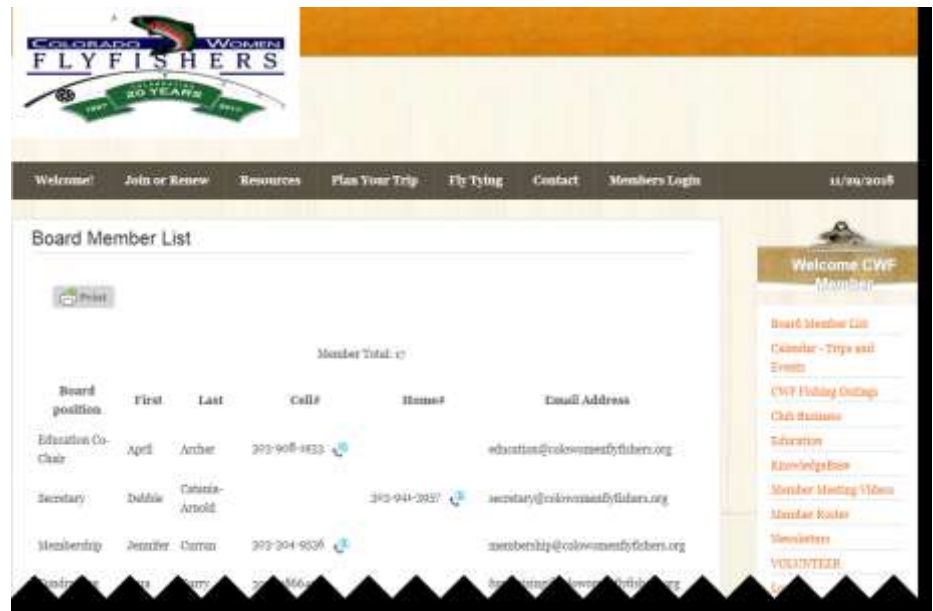 COLORADO WOMEN
FLYFISHERS
CELEBRATING
20 YEARS
1997
2017
Welcome! Join or Renew Resources Plan Your Trip Fly Tying Contact Members Login 11/29/2018
Board Member List
Welcome CWF
Member
Print
Board Member List
Calendar - Trips and
Events
CWF Fishing Outings
Club Business
Education
KnowledgeBase
Member Meeting Videos
Member Roster
Newsletters
VOLUNTEER
Member Total: 17
Board position First Last Cell# Home# Email Address
Education Co-Chair April Archer education@colowomenflyfishers.org
Secretary Debbie Catania-Arnold secretary@colowomenflyfishers.org
Membership Jennifer Curran membership@colowomenflyfishers.org